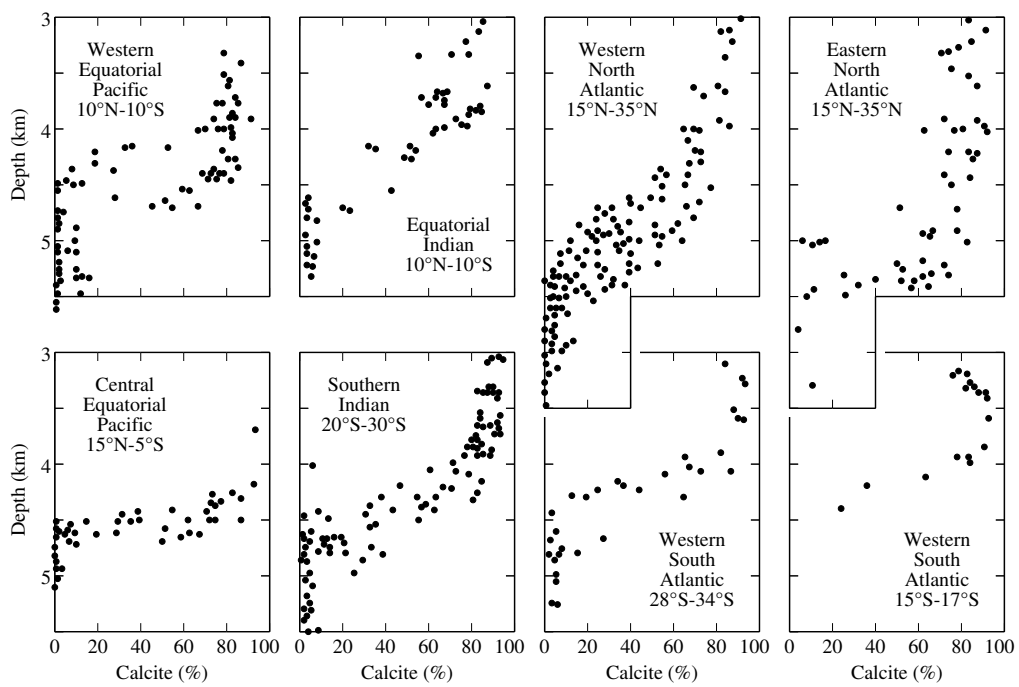 3
4
5
Depth (km)
Western
Equatorial
Pacific
10°N-10°S
Equatorial
Indian
10°N-10°S
Western
North
Atlantic
15°N-35°N
Eastern
North
Atlantic
15°N-35°N
3
4
5
Depth (km)
Central
Equatorial
Pacific
15°N-5°S
Southern
Indian
20°S-30°S
Western
South
Atlantic
28°S-34°S
Western
South
Atlantic
15°S-17°S
0 20 40 60 80 100 0 20 40 60 80 100 0 20 40 60 80 100 0 20 40 60 80 100
Calcite (%) Calcite (%) Calcite (%) Calcite (%)